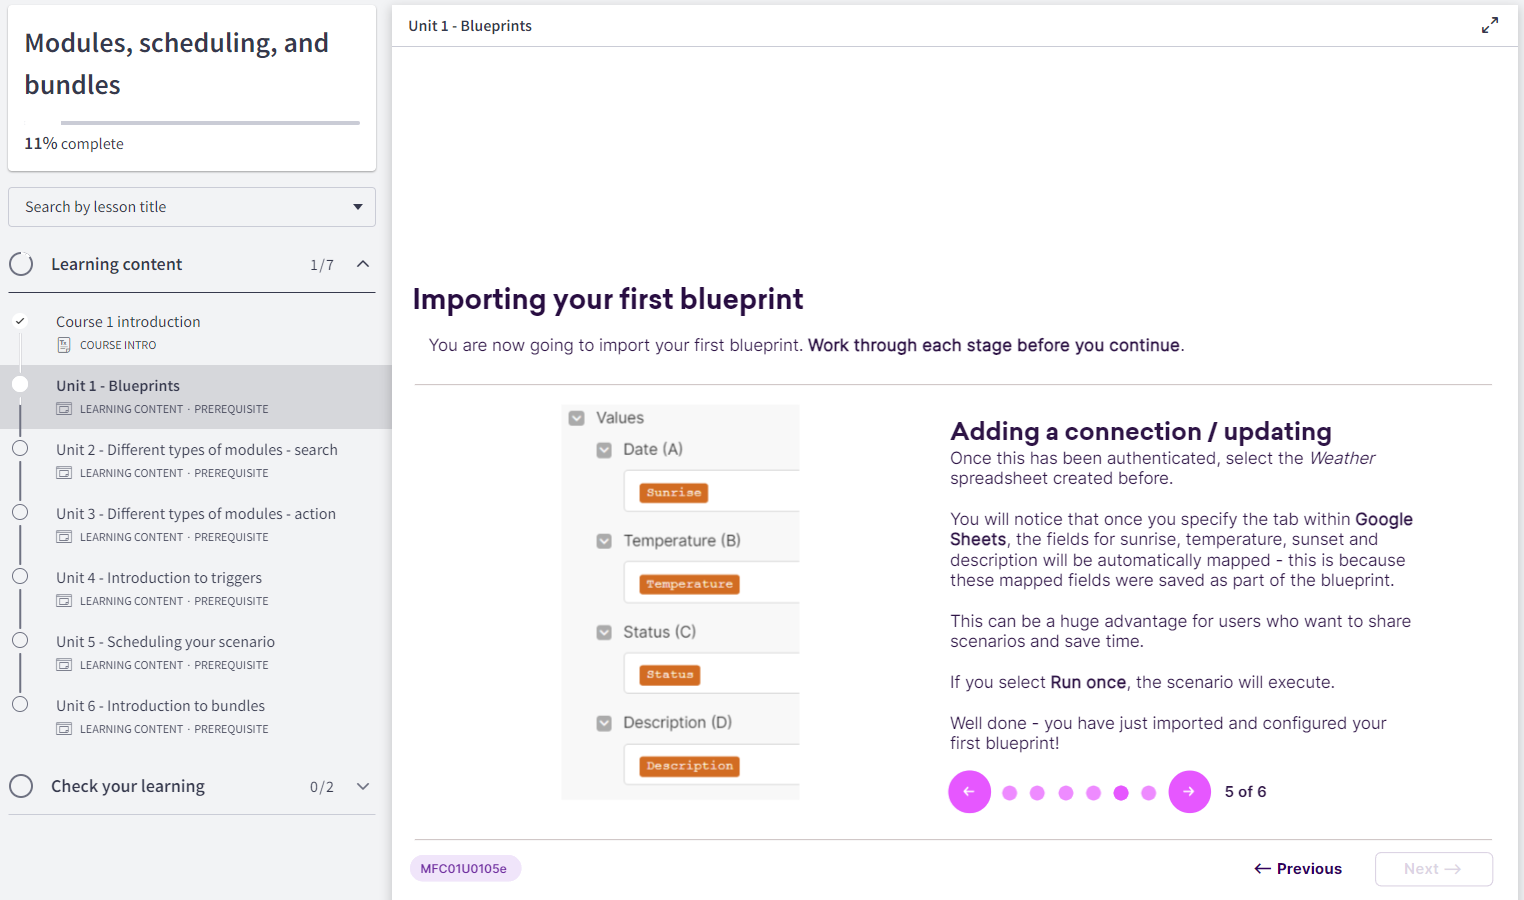 Modules, scheduling, and
bundles
11% complete
Search by lesson title
Learning content 1/7
Course 1 introduction
COURSE INTRO
Unit 1 - Blueprints
LEARNING CONTENT · PREREQUISITE
Unit 2 - Different types of modules - search
LEARNING CONTENT · PREREQUISITE
Unit 3 - Different types of modules - action
LEARNING CONTENT · PREREQUISITE
Unit 4 - Introduction to triggers
LEARNING CONTENT · PREREQUISITE
Unit 5 - Scheduling your scenario
LEARNING CONTENT · PREREQUISITE
Unit 6 - Introduction to bundles
LEARNING CONTENT · PREREQUISITE
Check your learning 0/2
Unit 1 - Blueprints
Importing your first blueprint
You are now going to import your first blueprint. Work through each stage before you continue.
Values
Date (A)
Sunrise
Temperature (B)
Temperature
Status (C)
Status
Description (D)
Description
Adding a connection / updating
Once this has been authenticated, select the Weather
spreadsheet created before.
You will notice that once you specify the tab within Google
Sheets, the fields for sunrise, temperature, sunset and
description will be automatically mapped - this is because
these mapped fields were saved as part of the blueprint.
This can be a huge advantage for users who want to share
scenarios and save time.
If you select Run once, the scenario will execute.
Well done - you have just imported and configured your
first blueprint!
5 of 6
MFC01U0105e
← Previous
Next →